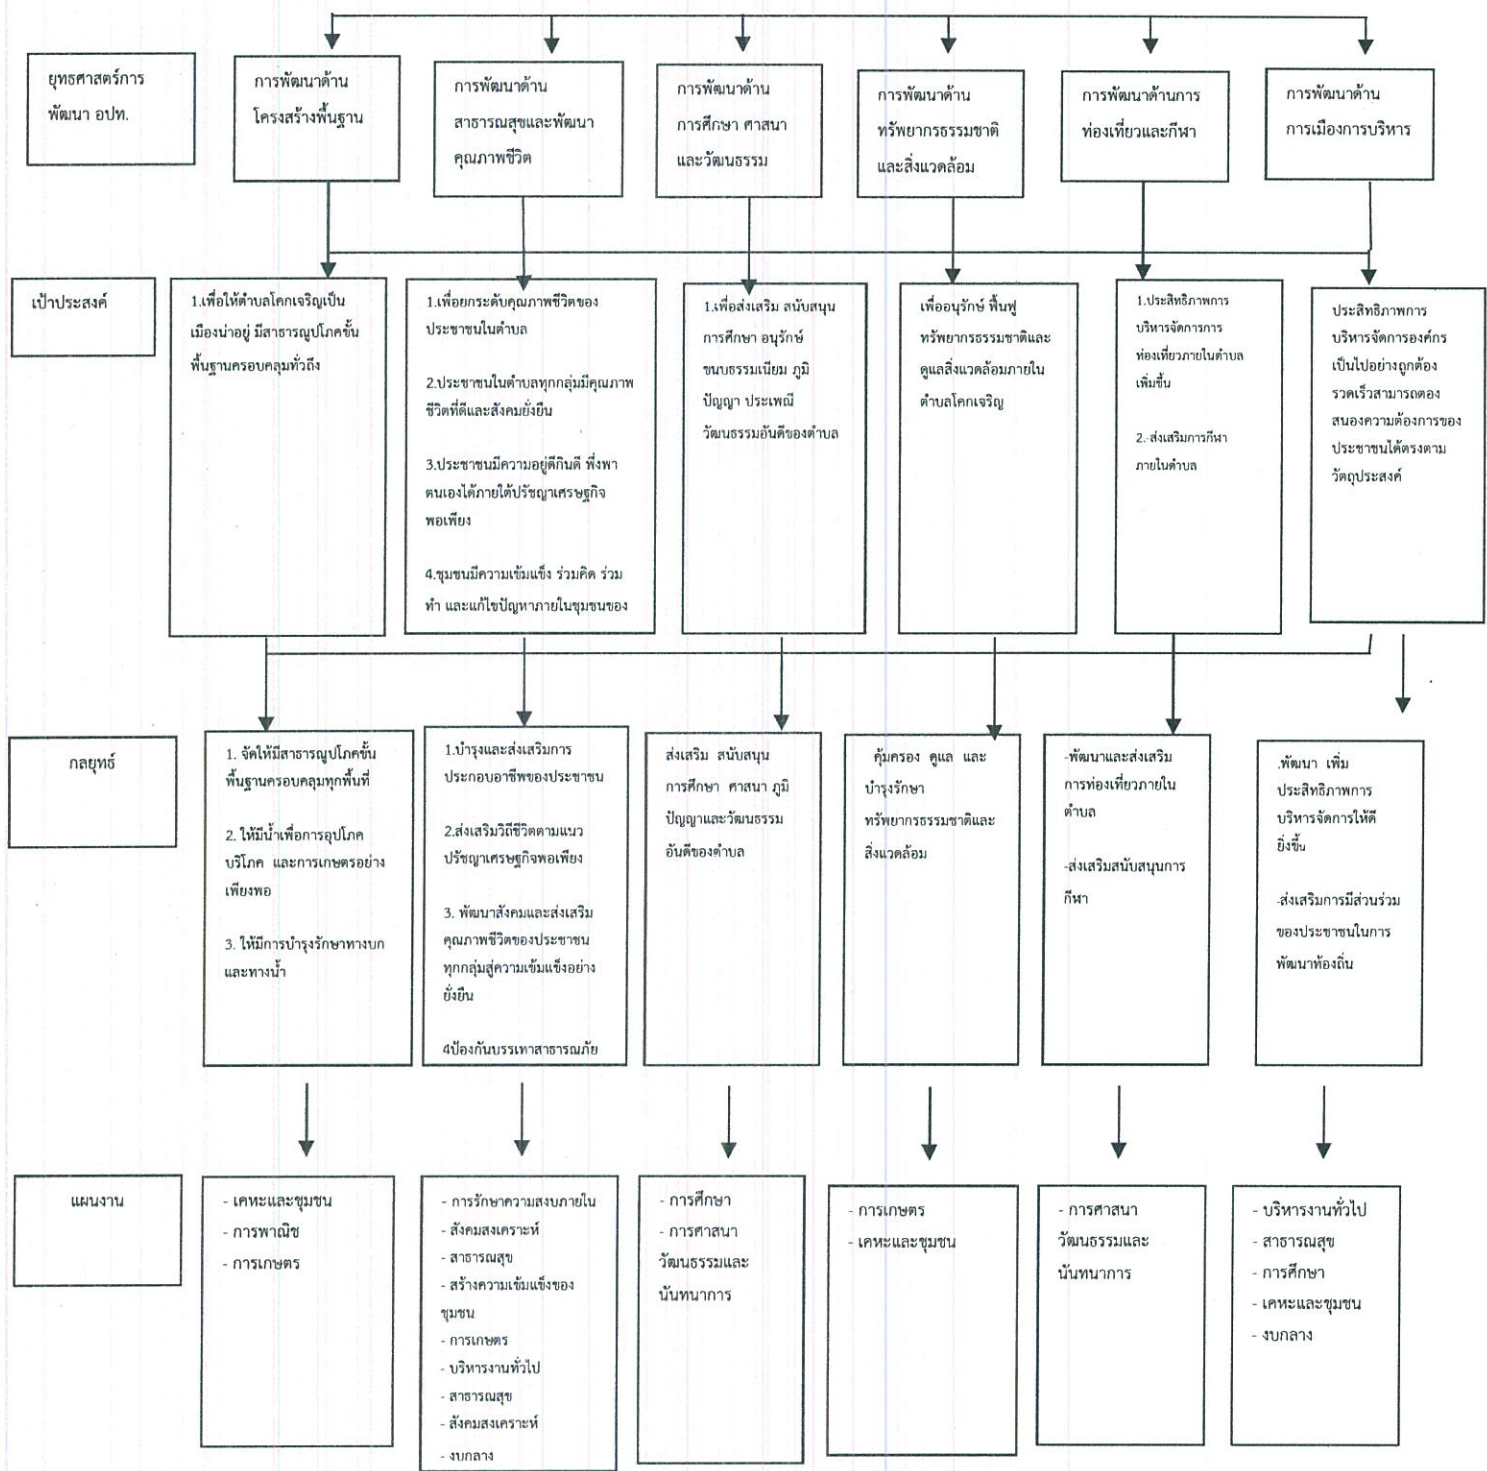 ยุทธศาสตร์การ
พัฒนา อปท.
การพัฒนาด้าน
โครงสร้างพื้นฐาน
การพัฒนาด้าน
สาธารณสุขและพัฒนา
คุณภาพชีวิต
การพัฒนาด้าน
การศึกษา ศาสนา
และวัฒนธรรม
การพัฒนาด้าน
ทรัพยากรธรรมชาติ
และสิ่งแวดล้อม
การพัฒนาด้านการ
ท่องเที่ยวและกีฬา
การพัฒนาด้าน
การเมืองการบริหาร
เป้าประสงค์
1.เพื่อให้ตำบลโคกเจริญเป็น
เมืองน่าอยู่ มีสาธารณูปโภคขั้น
พื้นฐานครอบคลุมทั่วถึง
1.เพื่อยกระดับคุณภาพชีวิตของ
ประชาชนในตำบล
2.ประชาชนในตำบลทุกกลุ่มมีคุณภาพ
ชีวิตที่ดีและสังคมยั่งยืน
3.ประชาชนมีความอยู่ดีกินดี พึ่งพา
ตนเองได้ภายใต้ปรัชญาเศรษฐกิจ
พอเพียง
4.ชุมชนมีความเข้มแข็ง ร่วมคิด ร่วม
ทำ และแก้ไขปัญหาภายในชุมชนของ
1.เพื่อส่งเสริม สนับสนุน
การศึกษา อนุรักษ์
ขนบธรรมเนียม ภูมิ
ปัญญา ประเพณี
วัฒนธรรมอันดีของตำบล
เพื่ออนุรักษ์ ฟื้นฟู
ทรัพยากรธรรมชาติและ
ดูแลสิ่งแวดล้อมภายใน
ตำบลโคกเจริญ
1.ประสิทธิภาพการ
บริหารจัดการการ
ท่องเที่ยวภายในตำบล
เพิ่มขึ้น
2.-ส่งเสริมการกีฬา
ภายในตำบล
ประสิทธิภาพการ
บริหารจัดการองค์กร
เป็นไปอย่างถูกต้อง
รวดเร็วสามารถตอง
สนองความต้องการของ
ประชาชนได้ตรงตาม
วัตถุประสงค์
กลยุทธ์
1. จัดให้มีสาธารณูปโภคขั้น
พื้นฐานครอบคลุมทุกพื้นที่
2. ให้มีน้ำเพื่อการอุปโภค
บริโภค และการเกษตรอย่าง
เพียงพอ
3. ให้มีการบำรุงรักษาทางบก
และทางน้ำ
1.บำรุงและส่งเสริมการ
ประกอบอาชีพของประชาชน
2.ส่งเสริมวิถีชีวิตตามแนว
ปรัชญาเศรษฐกิจพอเพียง
3. พัฒนาสังคมและส่งเสริม
คุณภาพชีวิตของประชาชน
ทุกกลุ่มสู่ความเข้มแข็งอย่าง
ยั่งยืน
4ป้องกันบรรเทาสาธารณภัย
ส่งเสริม สนับสนุน
การศึกษา ศาสนา ภูมิ
ปัญญาและวัฒนธรรม
อันดีของตำบล
คุ้มครอง ดูแล และ
บำรุงรักษา
ทรัพยากรธรรมชาติและ
สิ่งแวดล้อม
-พัฒนาและส่งเสริม
การท่องเที่ยวภายใน
ตำบล
-ส่งเสริมสนับสนุนการ
กีฬา
.พัฒนา เพิ่ม
ประสิทธิภาพการ
บริหารจัดการให้ดี
ยิ่งขึ้น
-ส่งเสริมการมีส่วนร่วม
ของประชาชนในการ
พัฒนาท้องถิ่น
แผนงาน
- เคหะและชุมชน
- การพาณิช
- การเกษตร
- การรักษาความสงบภายใน
- สังคมสงเคราะห์
- สาธารณสุข
- สร้างความเข้มแข็งของ
ชุมชน
- การเกษตร
- บริหารงานทั่วไป
- สาธารณสุข
- สังคมสงเคราะห์
- งบกลาง
- การศึกษา
- การศาสนา
วัฒนธรรมและ
นันทนาการ
- การเกษตร
- เคหะและชุมชน
- การศาสนา
วัฒนธรรมและ
นันทนาการ
- บริหารงานทั่วไป
- สาธารณสุข
- การศึกษา
- เคหะและชุมชน
- งบกลาง